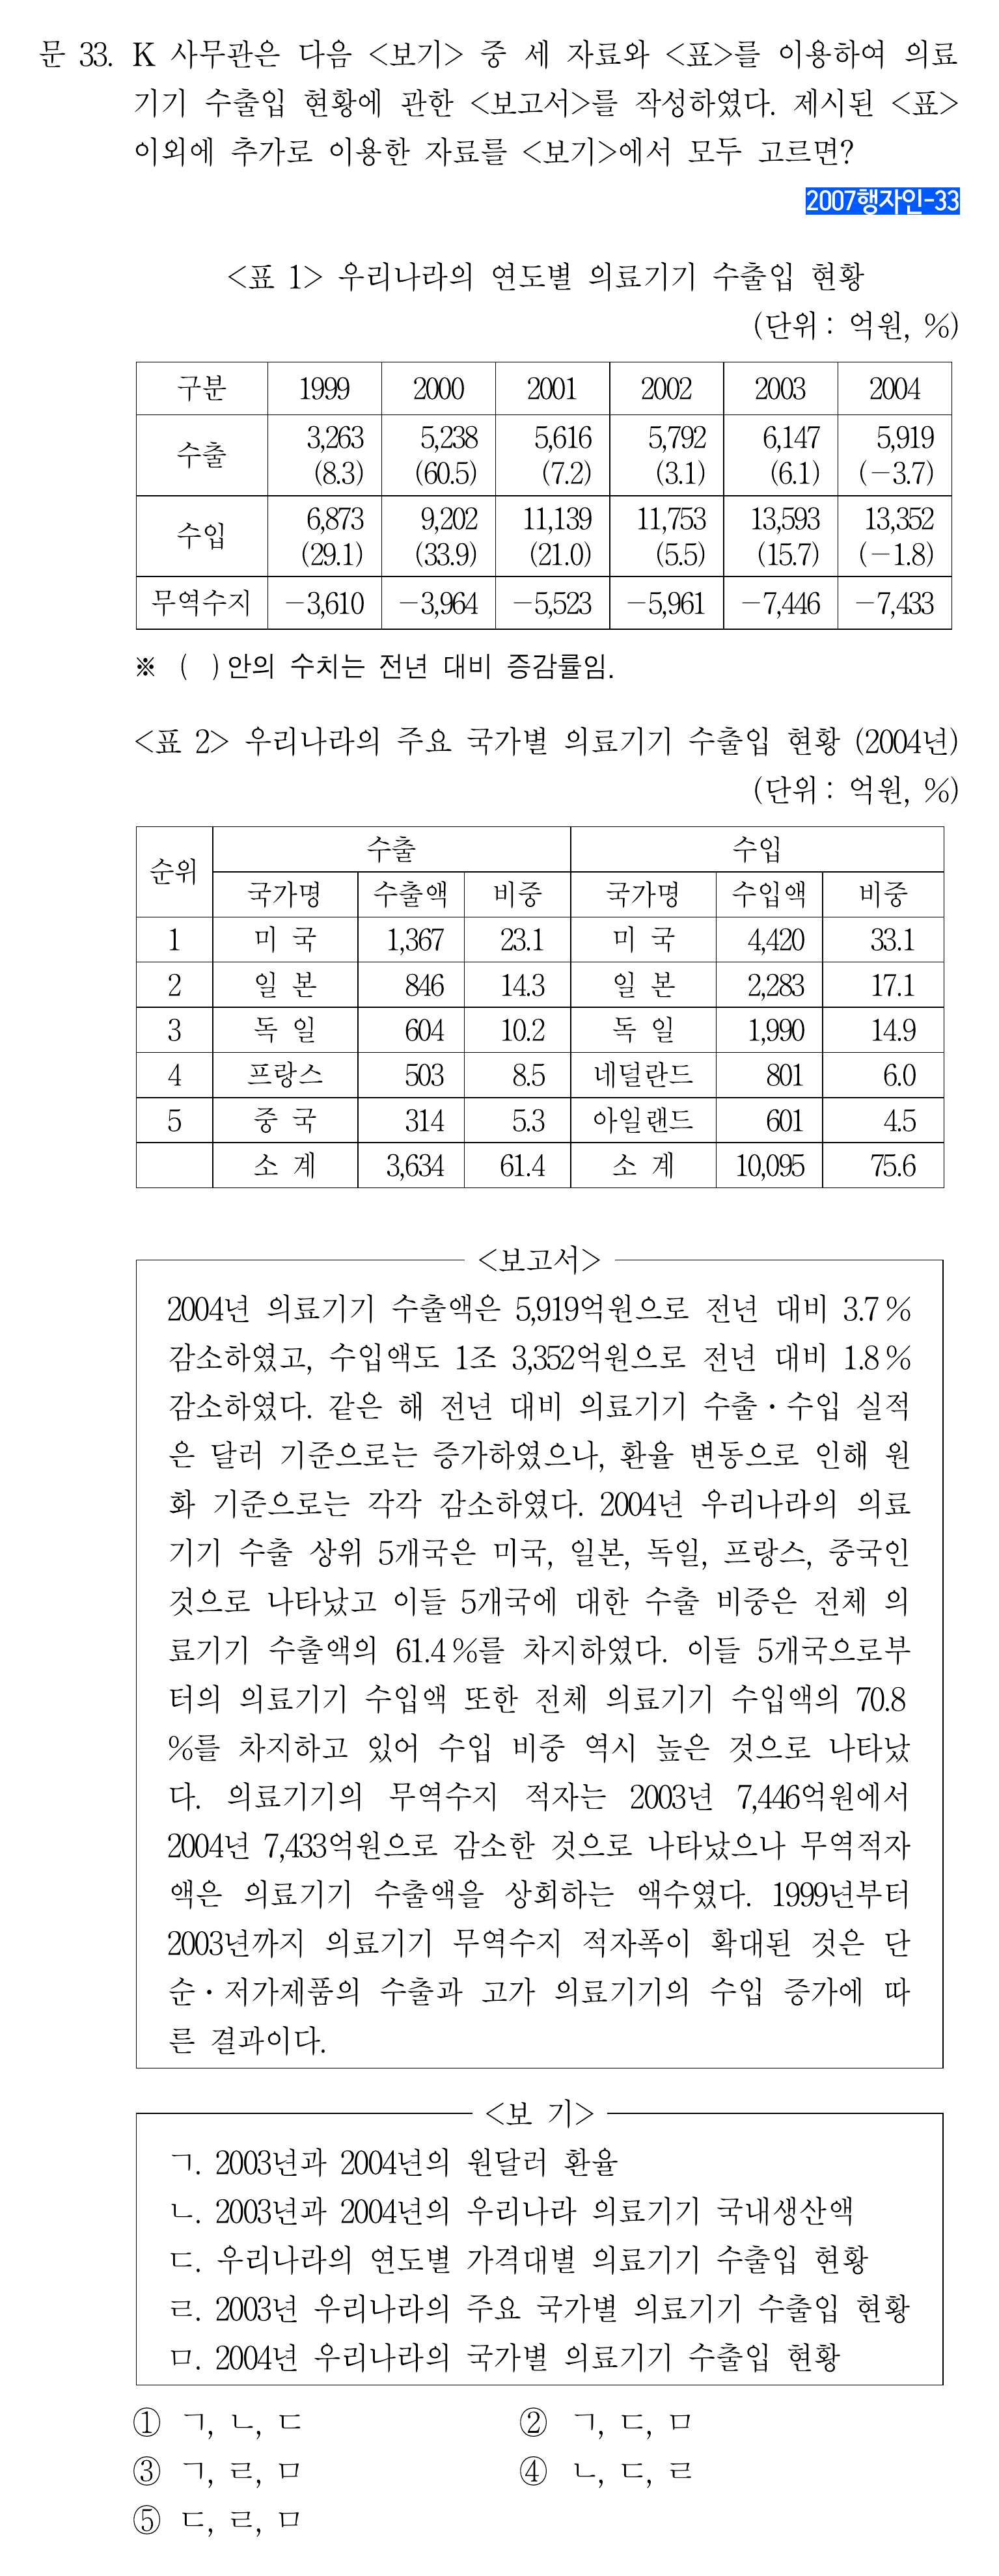 문 33. K 사무관은 다음 <보기> 중 세 자료와 <표>를 이용하여 의료
기기 수출입 현황에 관한 <보고서>를 작성하였다. 제시된 <표>
이외에 추가로 이용한 자료를 <보기>에서 모두 고르면?
2007행자인-33
<표 1> 우리나라의 연도별 의료기기 수출입 현황
(단위 : 억원, %)
구분 1999 2000 2001 2002 2003 2004
수출 3,263 5,238 5,616 5,792 6,147 5,919
(8.3) (60.5) (7.2) (3.1) (6.1) (−3.7)
수입 6,873 9,202 11,139 11,753 13,593 13,352
(29.1) (33.9) (21.0) (5.5) (15.7) (−1.8)
무역수지 −3,610 −3,964 −5,523 −5,961 −7,446 −7,433
※ ( )안의 수치는 전년 대비 증감률임.
<표 2> 우리나라의 주요 국가별 의료기기 수출입 현황 (2004년)
(단위 : 억원, %)
순위 수출 수입
국가명 수출액 비중 국가명 수입액 비중
1 미 국 1,367 23.1 미 국 4,420 33.1
2 일 본 846 14.3 일 본 2,283 17.1
3 독 일 604 10.2 독 일 1,990 14.9
4 프랑스 503 8.5 네덜란드 801 6.0
5 중 국 314 5.3 아일랜드 601 4.5
소 계 3,634 61.4 소 계 10,095 75.6
<보고서>
2004년 의료기기 수출액은 5,919억원으로 전년 대비 3.7%
감소하였고, 수입액도 1조 3,352억원으로 전년 대비 1.8%
감소하였다. 같은 해 전년 대비 의료기기 수출·수입 실적
은 달러 기준으로는 증가하였으나, 환율 변동으로 인해 원
화 기준으로는 각각 감소하였다. 2004년 우리나라의 의료
기기 수출 상위 5개국은 미국, 일본, 독일, 프랑스, 중국인
것으로 나타났고 이들 5개국에 대한 수출 비중은 전체 의
료기기 수출액의 61.4%를 차지하였다. 이들 5개국으로부
터의 의료기기 수입액 또한 전체 의료기기 수입액의 70.8
%를 차지하고 있어 수입 비중 역시 높은 것으로 나타났
다. 의료기기의 무역수지 적자는 2003년 7,446억원에서
2004년 7,433억원으로 감소한 것으로 나타났으나 무역적자
액은 의료기기 수출액을 상회하는 액수였다. 1999년부터
2003년까지 의료기기 무역수지 적자폭이 확대된 것은 단
순·저가제품의 수출과 고가 의료기기의 수입 증가에 따
른 결과이다.
<보 기>
ㄱ. 2003년과 2004년의 원달러 환율
ㄴ. 2003년과 2004년의 우리나라 의료기기 국내생산액
ㄷ. 우리나라의 연도별 가격대별 의료기기 수출입 현황
ㄹ. 2003년 우리나라의 주요 국가별 의료기기 수출입 현황
ㅁ. 2004년 우리나라의 국가별 의료기기 수출입 현황
① ㄱ, ㄴ, ㄷ ② ㄱ, ㄷ, ㅁ
③ ㄱ, ㄹ, ㅁ ④ ㄴ, ㄷ, ㄹ
⑤ ㄷ, ㄹ, ㅁ